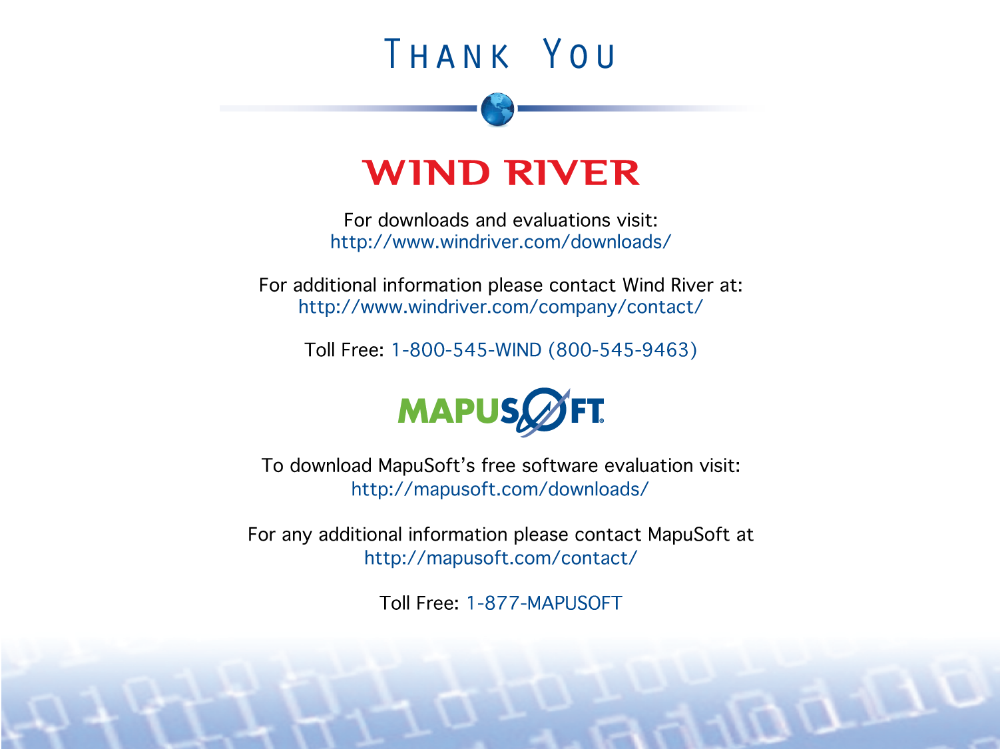 THANK YOU
WIND RIVER
For downloads and evaluations visit:
http://www.windriver.com/downloads/
For additional information please contact Wind River at:
http://www.windriver.com/company/contact/
Toll Free: 1-800-545-WIND (800-545-9463)
MAPUSOFT®
To download MapuSoft’s free software evaluation visit:
http://mapusoft.com/downloads/
For any additional information please contact MapuSoft at
http://mapusoft.com/contact/
Toll Free: 1-877-MAPUSOFT